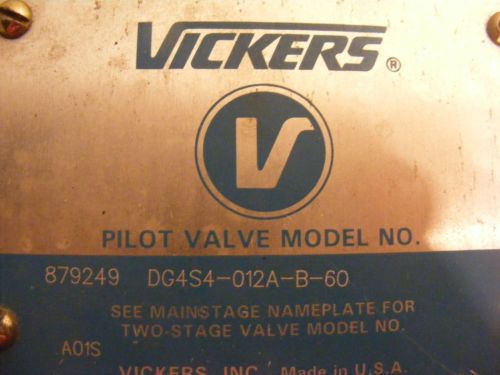 VICKERS®
V
PILOT VALVE MODEL NO.
879249 DG4S4-012A-B-60
SEE MAINSTAGE NAMEPLATE FOR
TWO-STAGE VALVE MODEL NO.
A01S
VICKERS, INC. Made in U.S.A.